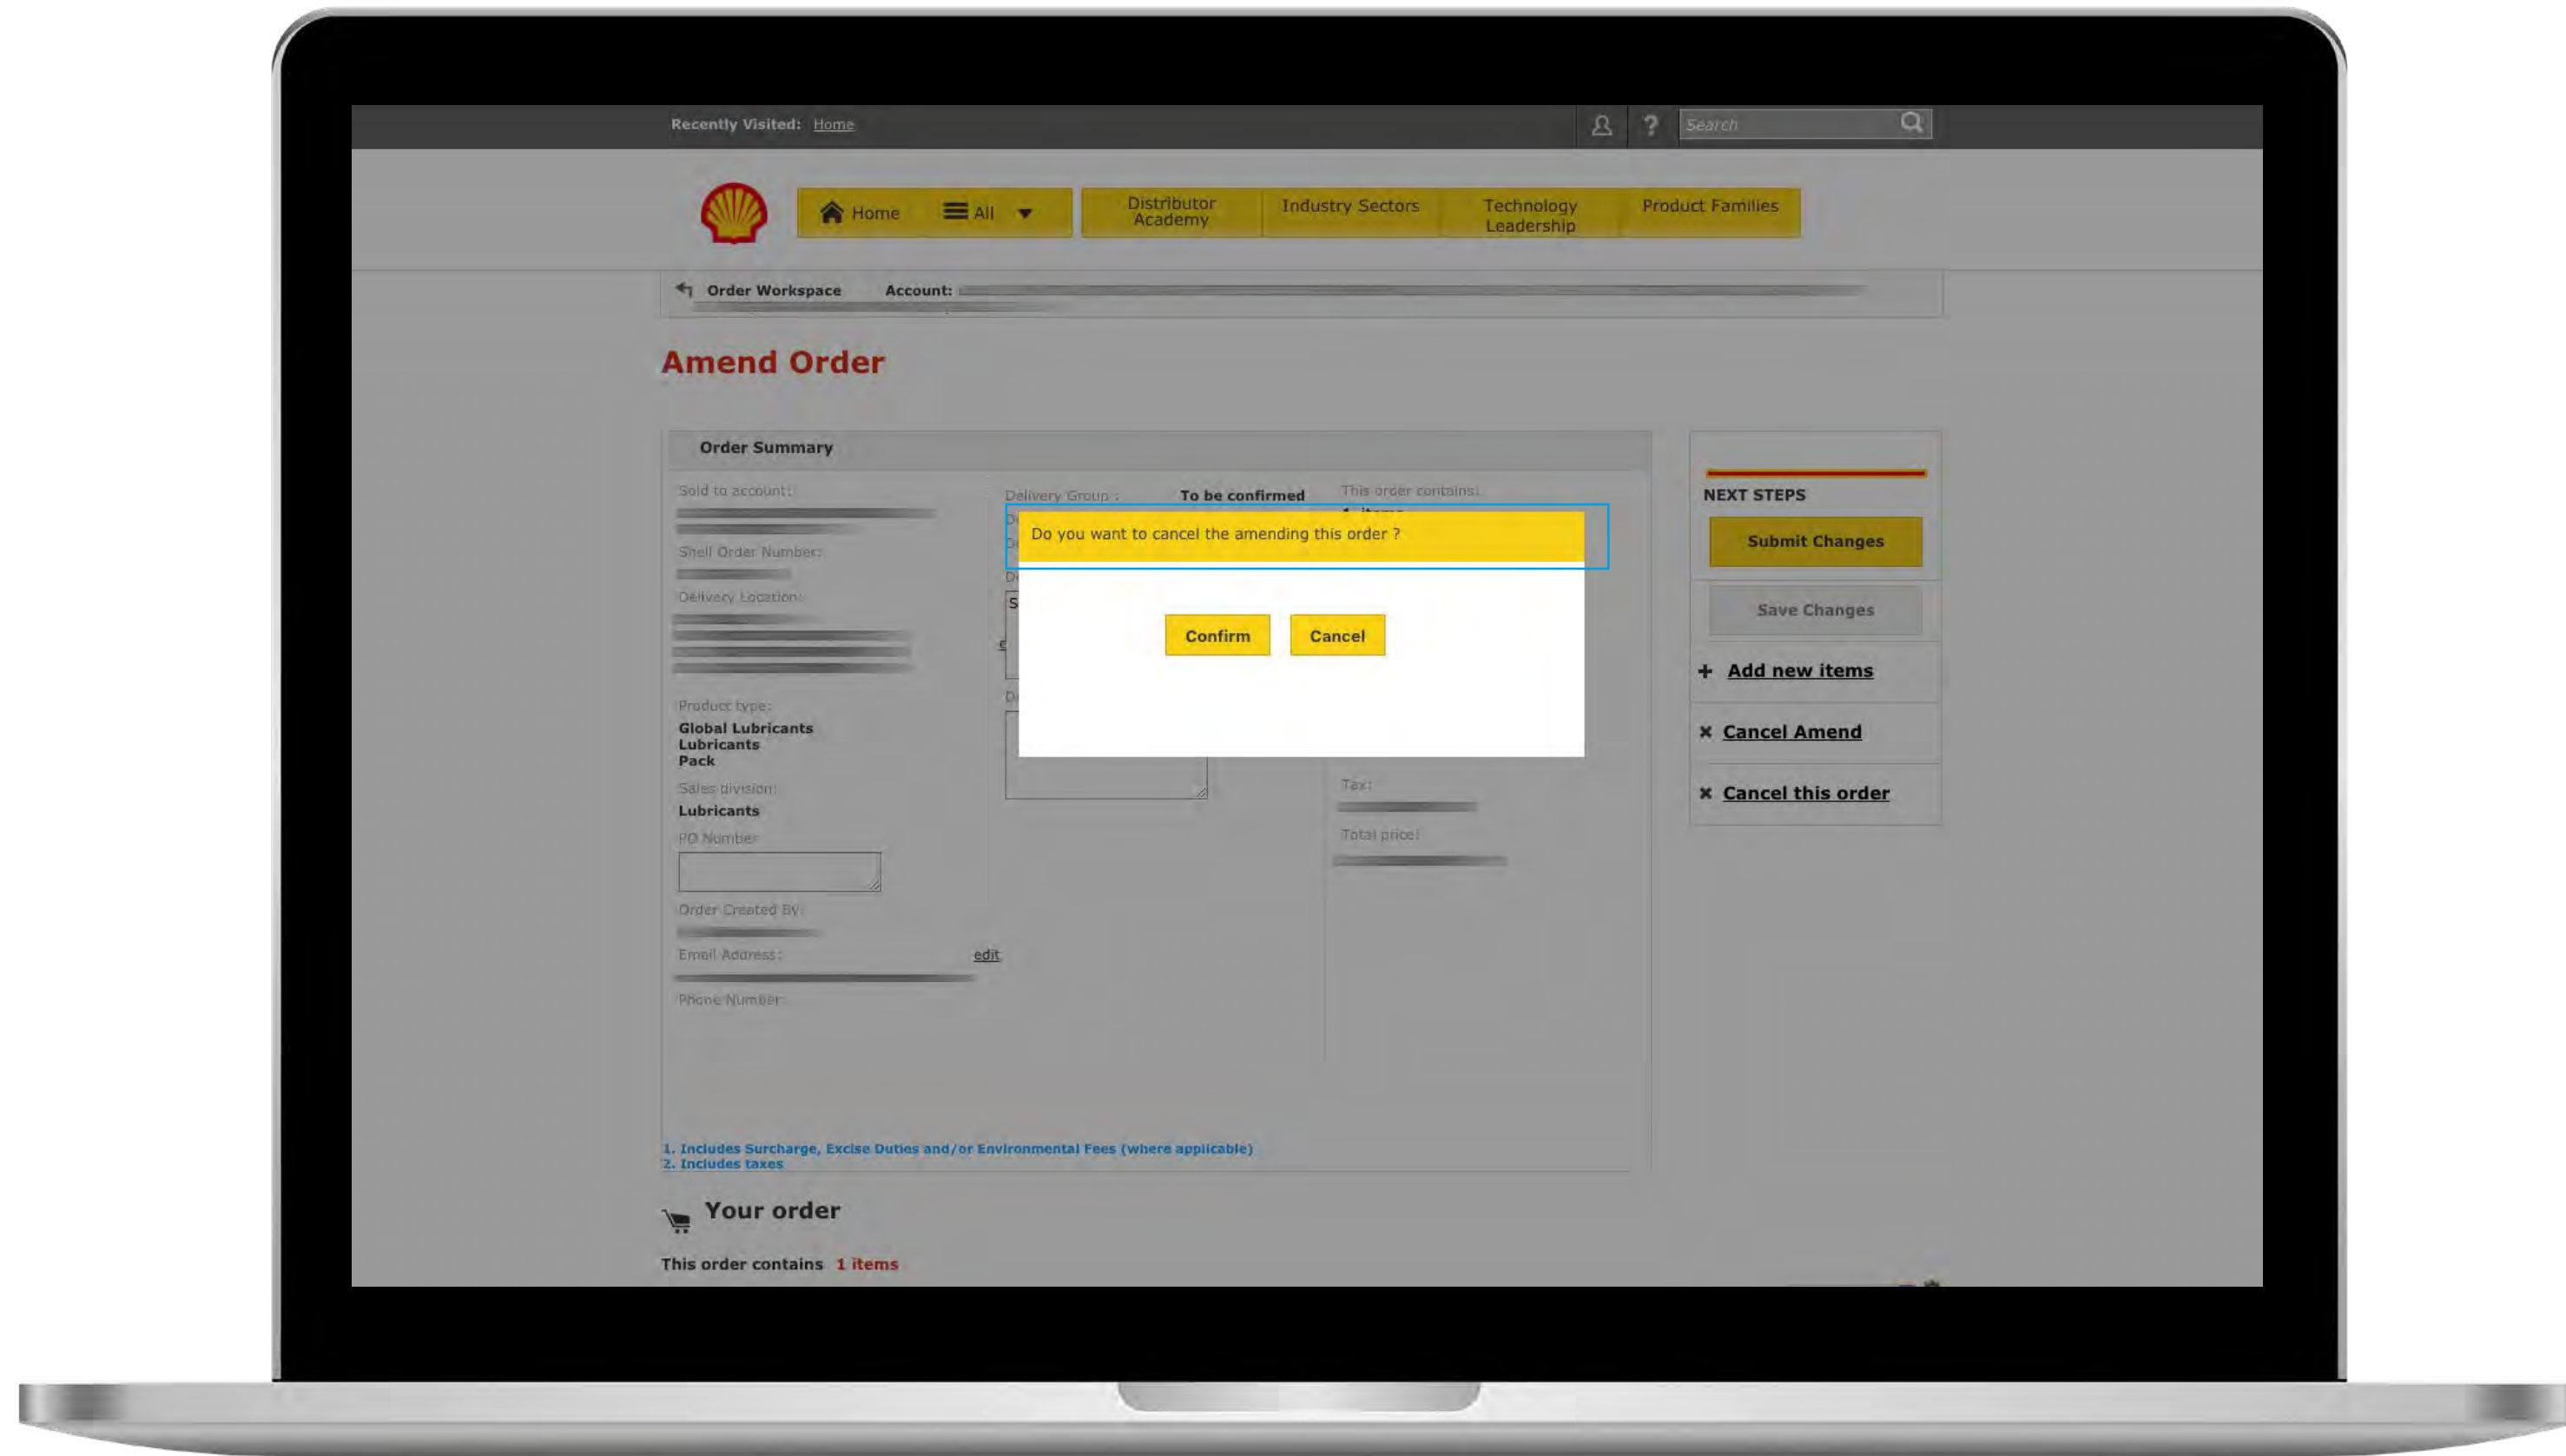 Recently Visited: Home
? Search
Home All
Distributor Academy
Industry Sectors
Technology Leadership
Product Families
Order Workspace Account:
Amend Order
Order Summary
Sold to account:
Shell Order Number:
Delivery Location:
Product type:
Global Lubricants
Lubricants
Pack
Sales division:
Lubricants
PO Number
Order Created By:
Email Address: edit
Phone Number:
Delivery Group : To be confirmed
This order contains:
Do you want to cancel the amending this order ?
Confirm Cancel
Tax:
Total price:
NEXT STEPS
Submit Changes
Save Changes
+ Add new items
Cancel Amend
Cancel this order
1. Includes Surcharge, Excise Duties and/or Environmental Fees (where applicable)
2. Includes taxes
Your order
This order contains 1 items